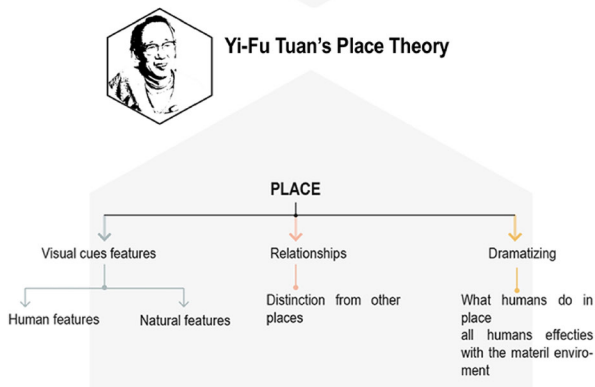 Yi-Fu Tuan's Place Theory
PLACE
Visual cues features
Relationships
Dramatizing
Human features
Natural features
Distinction from other
places
What humans do in
place
all humans effecties
with the materil enviro-
ment